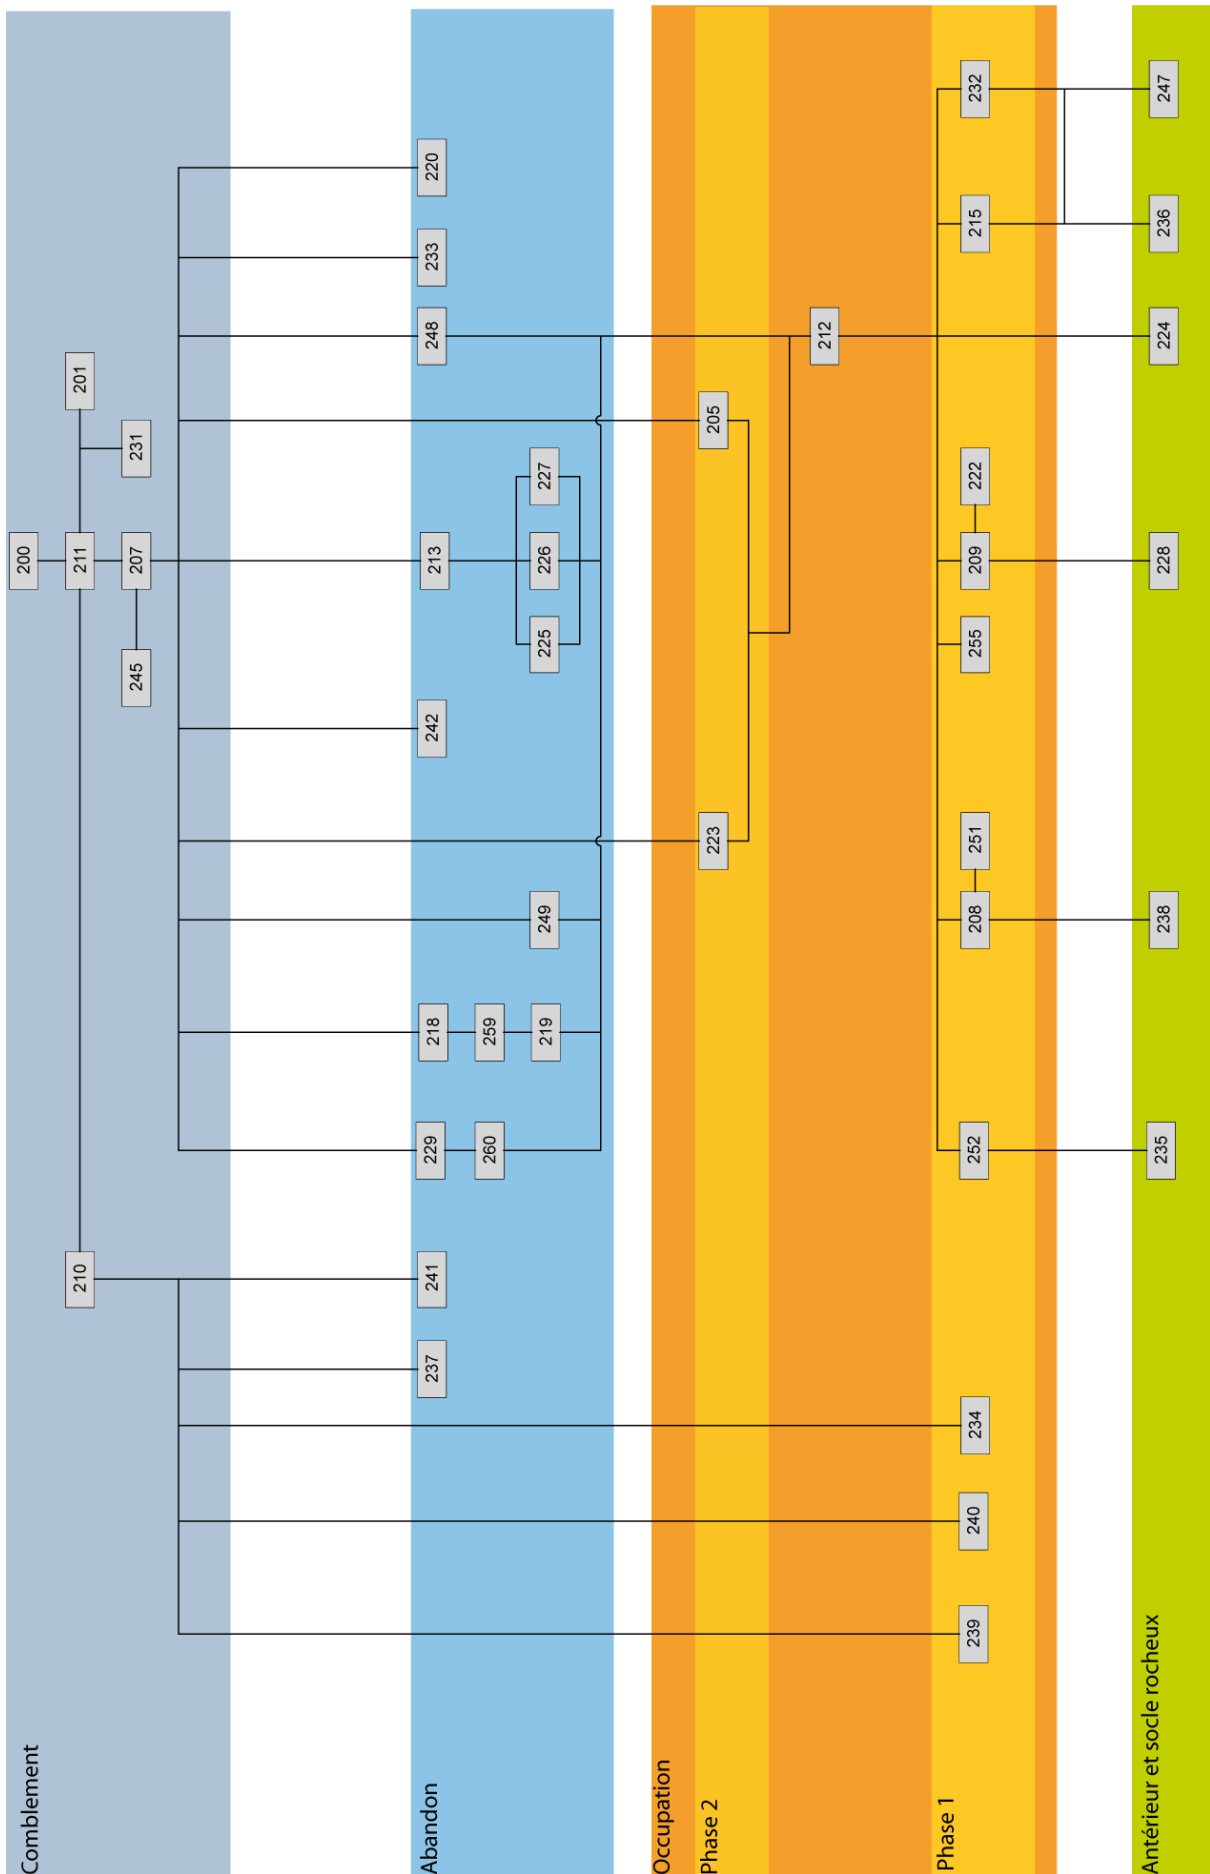 200
Comblement
210 211 201
245 207 231
Abandon 237 241 229 218 242 213 248 233 220
260 259
219 249 225 226 227
Occupation
Phase 2 223 205
212
Phase 1 239 240 234 252 208 251 255 209 222 215 232
Antérieur et socle rocheux 235 238 228 224 236 247